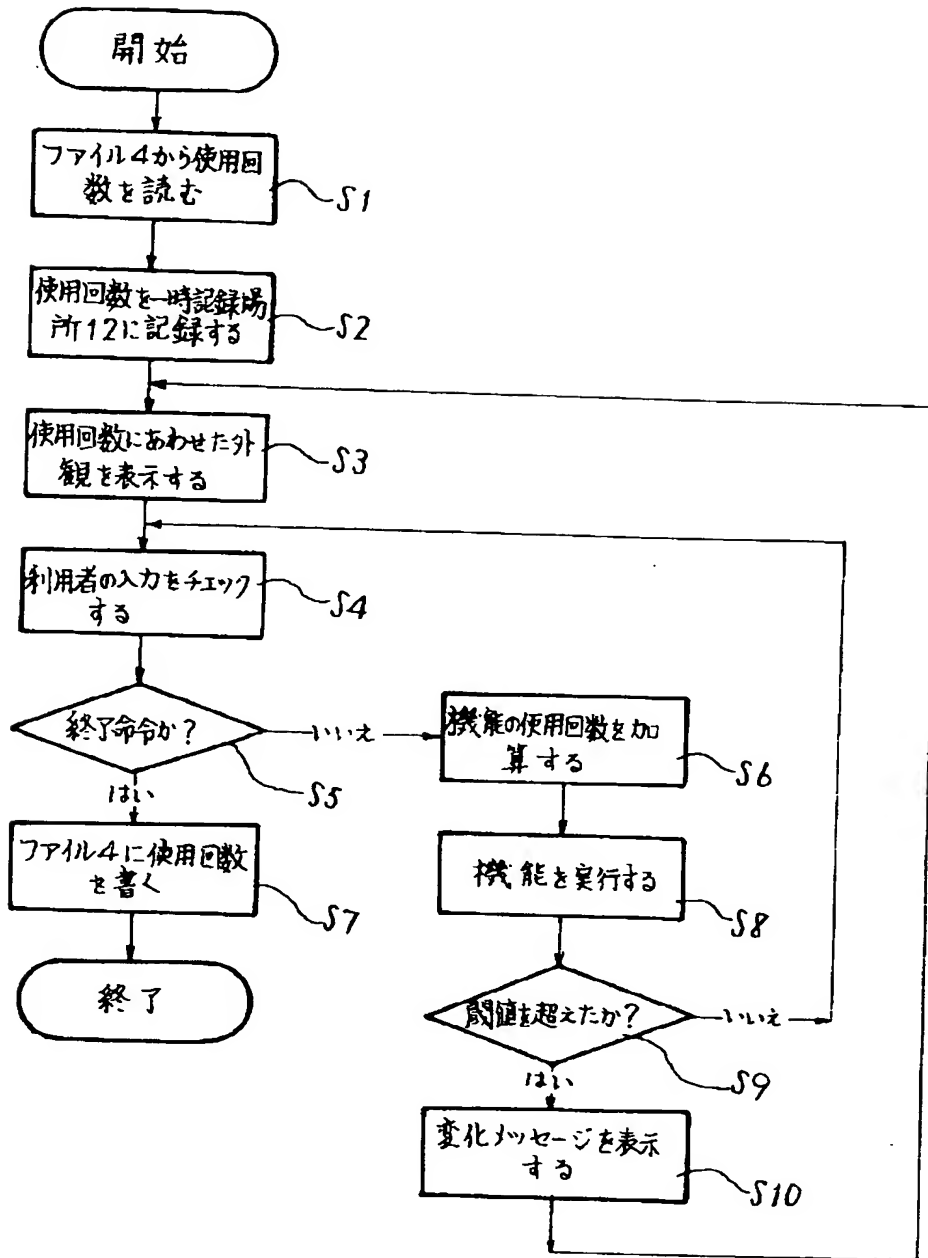 開始
ファイル4から使用回
数を読む
S1
使用回数を一時記録場
所12に記録する
S2
使用回数にあわせた外
観を表示する
S3
利用者の入力をチェック
する
S4
終了命令か?
いいえ
S5
はい
機能の使用回数を加
算する
S6
ファイル4に使用回数
を書く
S7
機能を実行する
S8
終了
閾値を超えたか?
いいえ
S9
はい
変化メッセージを表示
する
S10